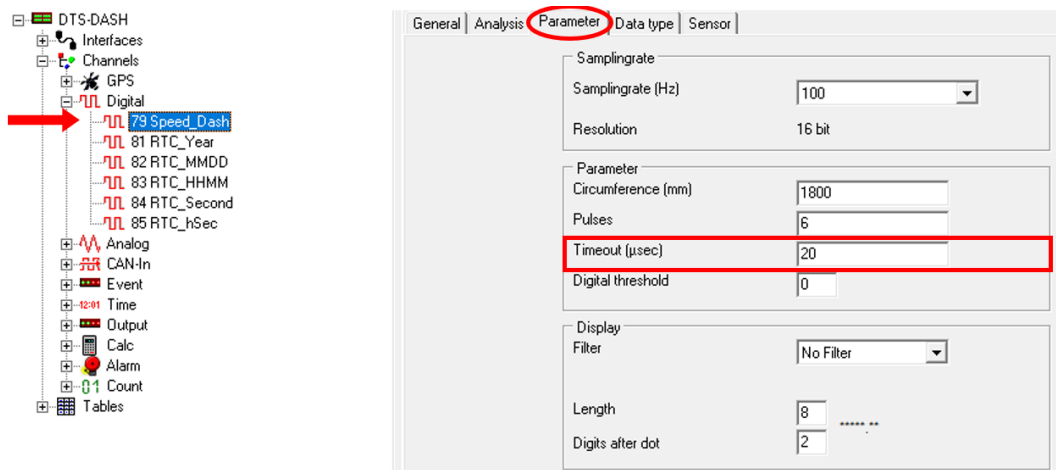 DTS-DASH
Interfaces
Channels
GPS
Digital
79 Speed_Dash
81 RTC_Year
82 RTC_MMDD
83 RTC_HHMM
84 RTC_Second
85 RTC_hSec
Analog
CAN-In
Event
12:01 Time
Output
Calc
Alarm
01 Count
Tables
General Analysis Parameter Data type Sensor
Samplingrate
Samplingrate (Hz) 100
Resolution 16 bit
Parameter
Circumference (mm) 1800
Pulses 6
Timeout (µsec) 20
Digital threshold 0
Display
Filter No Filter
Length 8 *****.**
Digits after dot 2